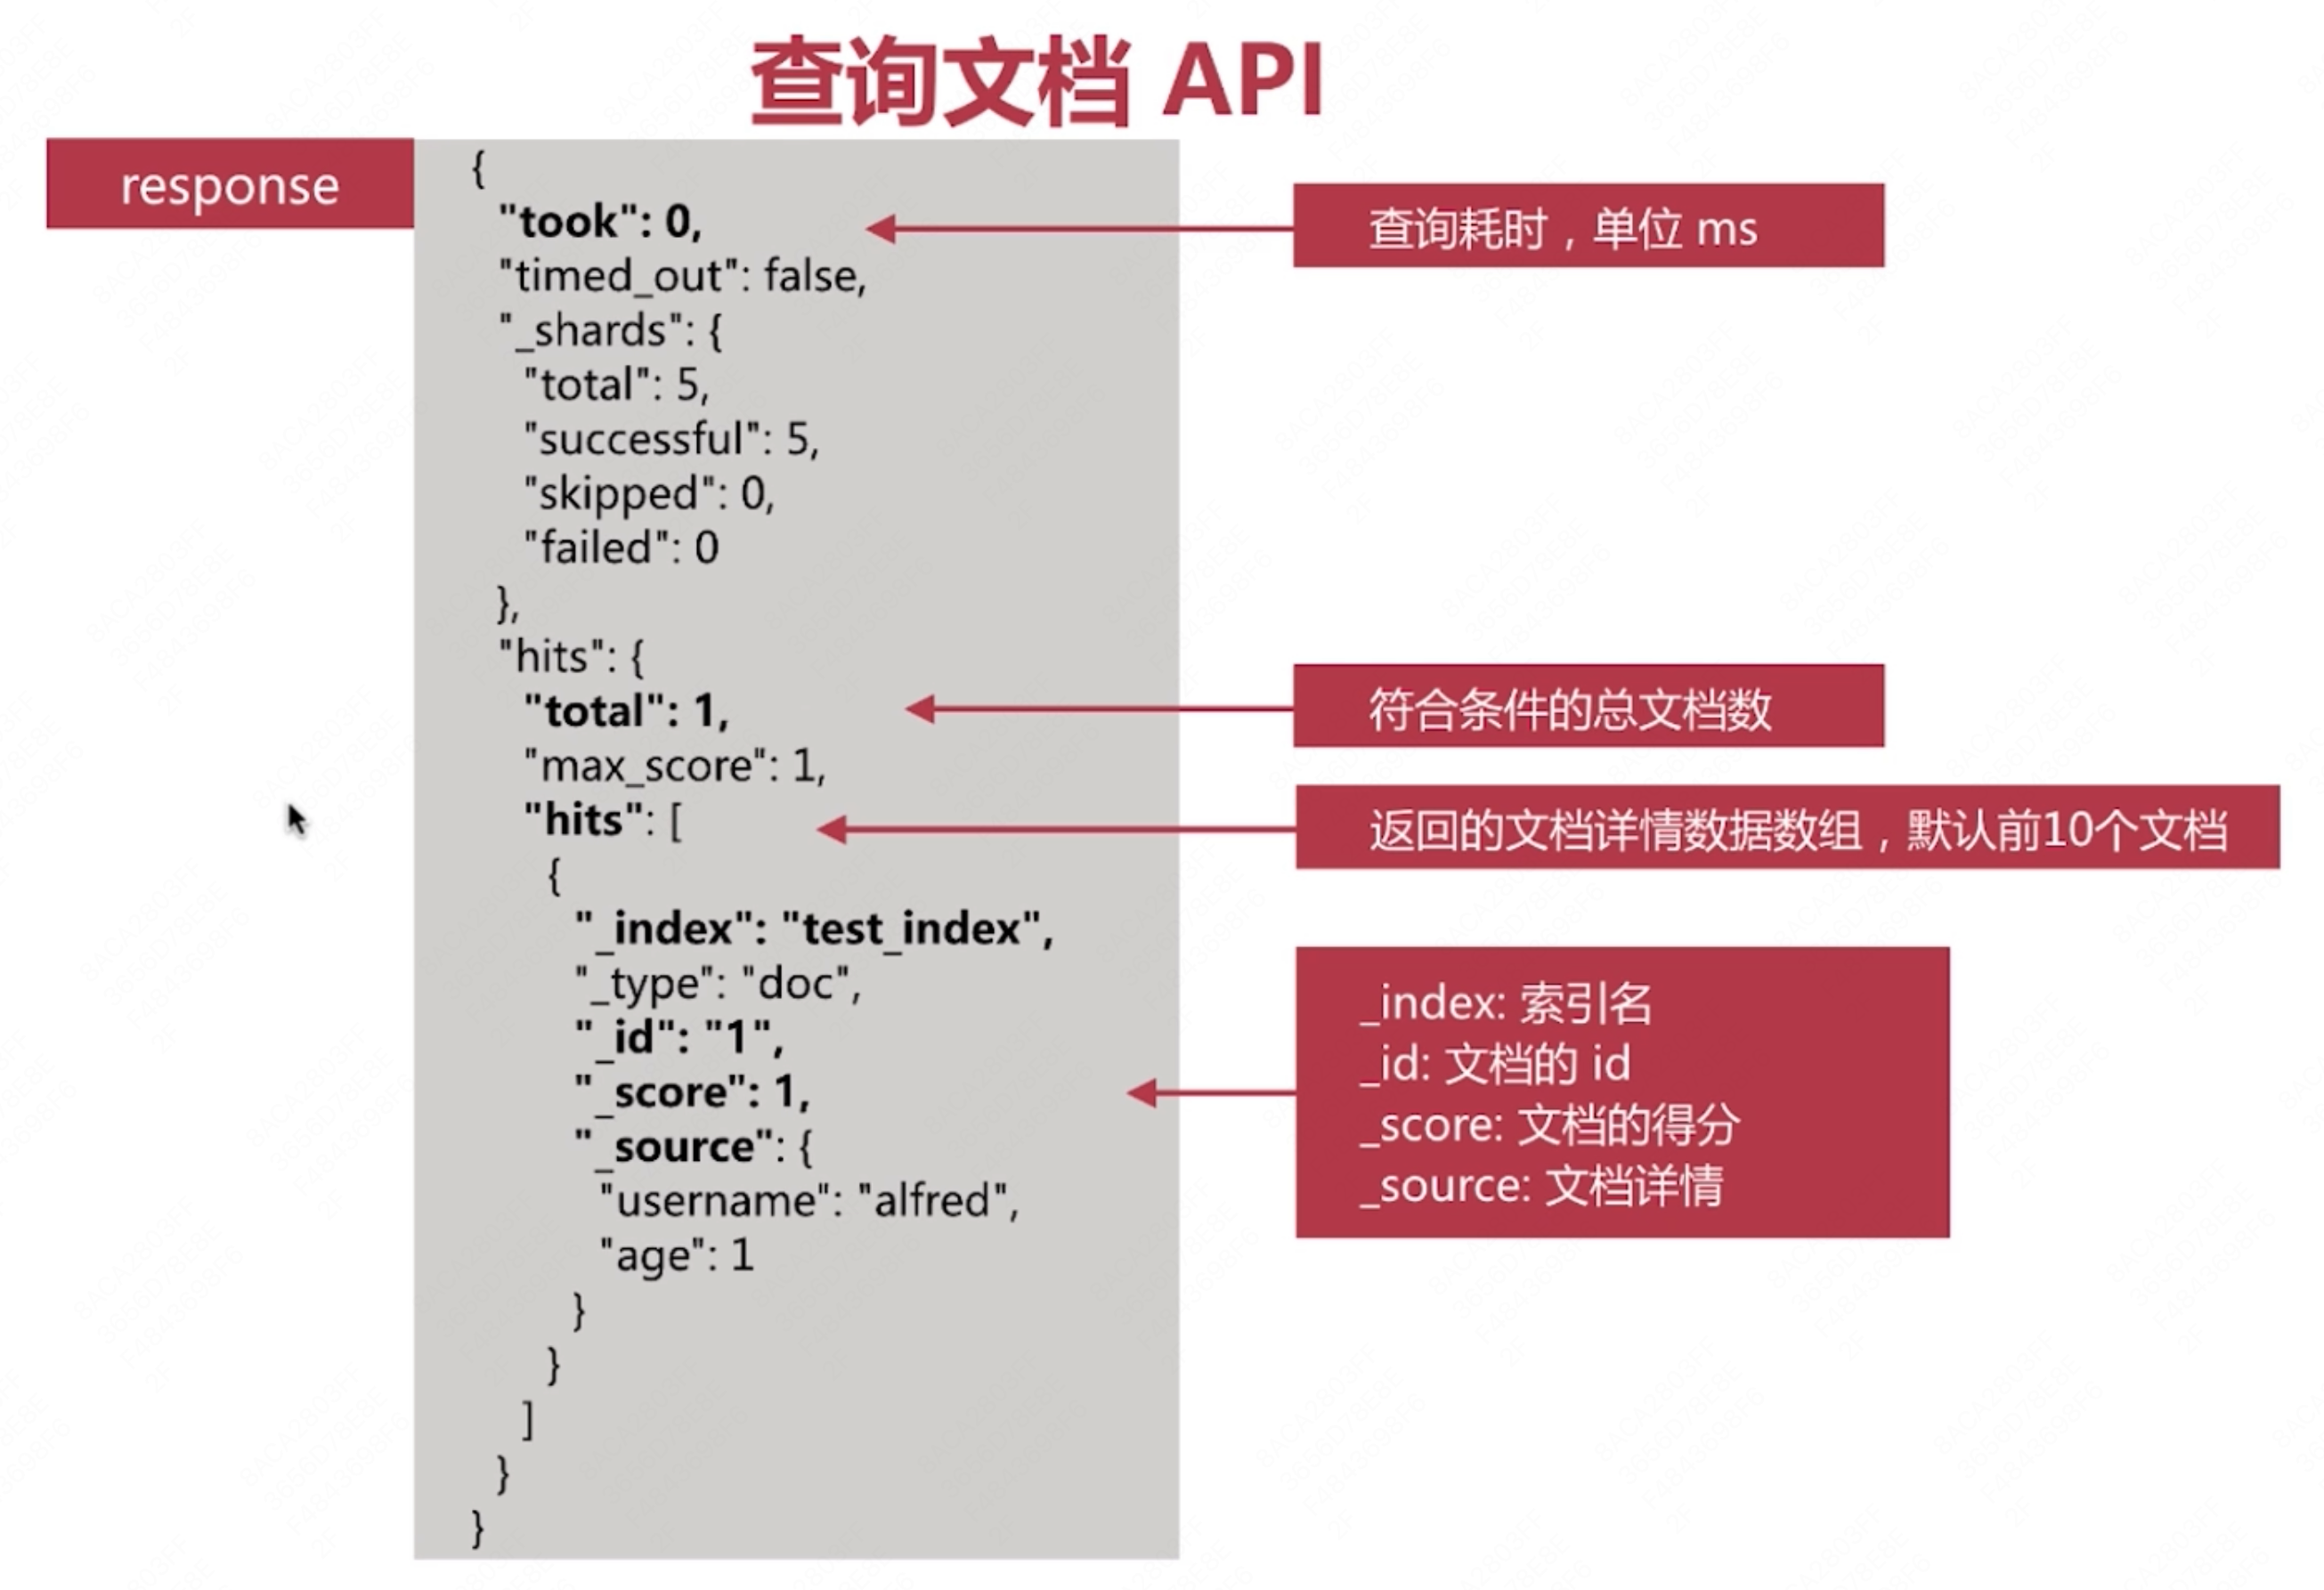 查询文档 API
response
{
"took": 0,
"timed_out": false,
"_shards": {
"total": 5,
"successful": 5,
"skipped": 0,
"failed": 0
},
"hits": {
"total": 1,
"max_score": 1,
"hits": [
{
"_index": "test_index",
"_type": "doc",
"_id": "1",
"_score": 1,
"_source": {
"username": "alfred",
"age": 1
}
}
]
}
}
查询耗时，单位 ms
符合条件的总文档数
返回的文档详情数据数组，默认前10个文档
_index: 索引名
_id: 文档的 id
_score: 文档的得分
_source: 文档详情